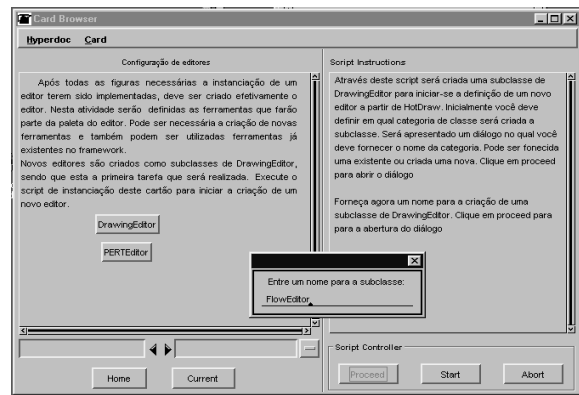 Card Browser
Hyperdoc Card
Configuração de editores
Após todas as figuras necessárias a instanciação de um
editor terem sido implementadas, deve ser criado efetivamente o
editor. Nesta atividade serão definidas as ferramentas que farão
parte da paleta do editor. Pode ser necessária a criação de novas
ferramentas e também podem ser utilizadas ferramentas já
existentes no framework.
Novos editores são criados como subclasses de DrawingEditor,
sendo que esta a primeira tarefa que será realizada. Execute o
script de instanciação deste cartão para iniciar a criação de um
novo editor.
DrawingEditor
PERTEditor
Script Instructions
Através deste script será criada uma subclasse de
DrawingEditor para iniciar-se a definição de um novo
editor a partir de HotDraw. Inicialmente você deve
definir em qual categoria de classe será criada a
subclasse. Será apresentado um diálogo no qual você
deve fornecer o nome da categoria. Pode ser fonecida
uma existente ou criada uma nova. Clique em proceed
para abrir o diálogo
Forneça agora um nome para a criação de uma
subclasse de DrawingEditor. Clique em proceed para
para a abertura do diálogo
Entre um nome para a subclasse:
FlowEditor
Home Current
Script Controller
Proceed Start Abort